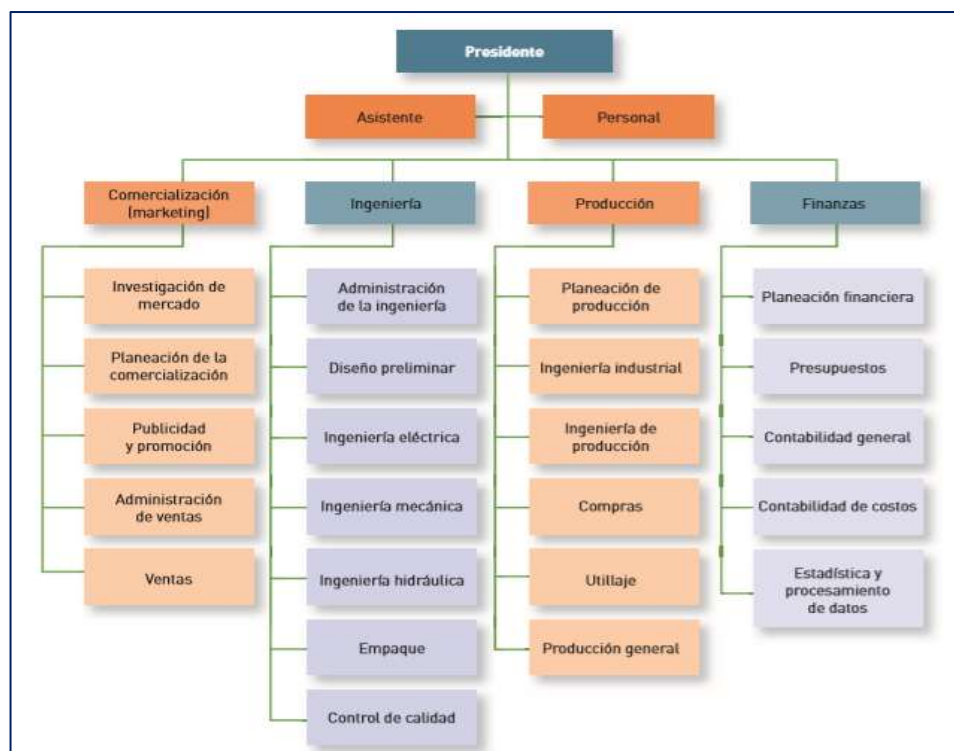 Presidente
Asistente
Personal
Comercialización
(marketing)
Ingeniería
Producción
Finanzas
Investigación de
mercado
Planeación de la
comercialización
Publicidad
y promoción
Administración
de ventas
Ventas
Administración
de la ingeniería
Diseño preliminar
Ingeniería eléctrica
Ingeniería mecánica
Ingeniería hidráulica
Empaque
Control de calidad
Planeación de
producción
Ingeniería industrial
Ingeniería de
producción
Compras
Utillaje
Producción general
Planeación financiera
Presupuestos
Contabilidad general
Contabilidad de costos
Estadística y
procesamiento
de datos